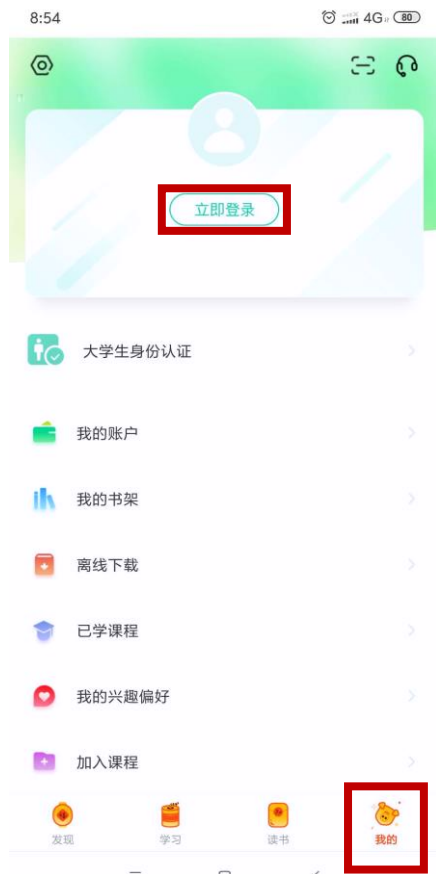 8:54 4G 80
立即登录
大学生身份认证
我的账户
我的书架
离线下载
已学课程
我的兴趣偏好
加入课程
发现 学习 读书 我的